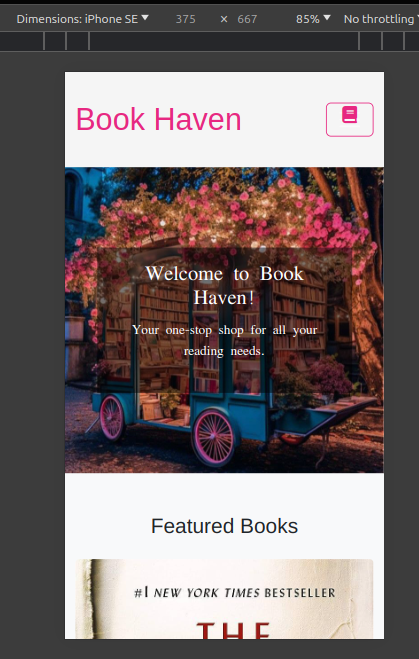 Dimensions: iPhone SE 375 × 667 85% No throttling
Book Haven
Welcome to Book
Haven!
Your one-stop shop for all your
reading needs.
Featured Books
#1 NEW YORK TIMES BESTSELLER
THE